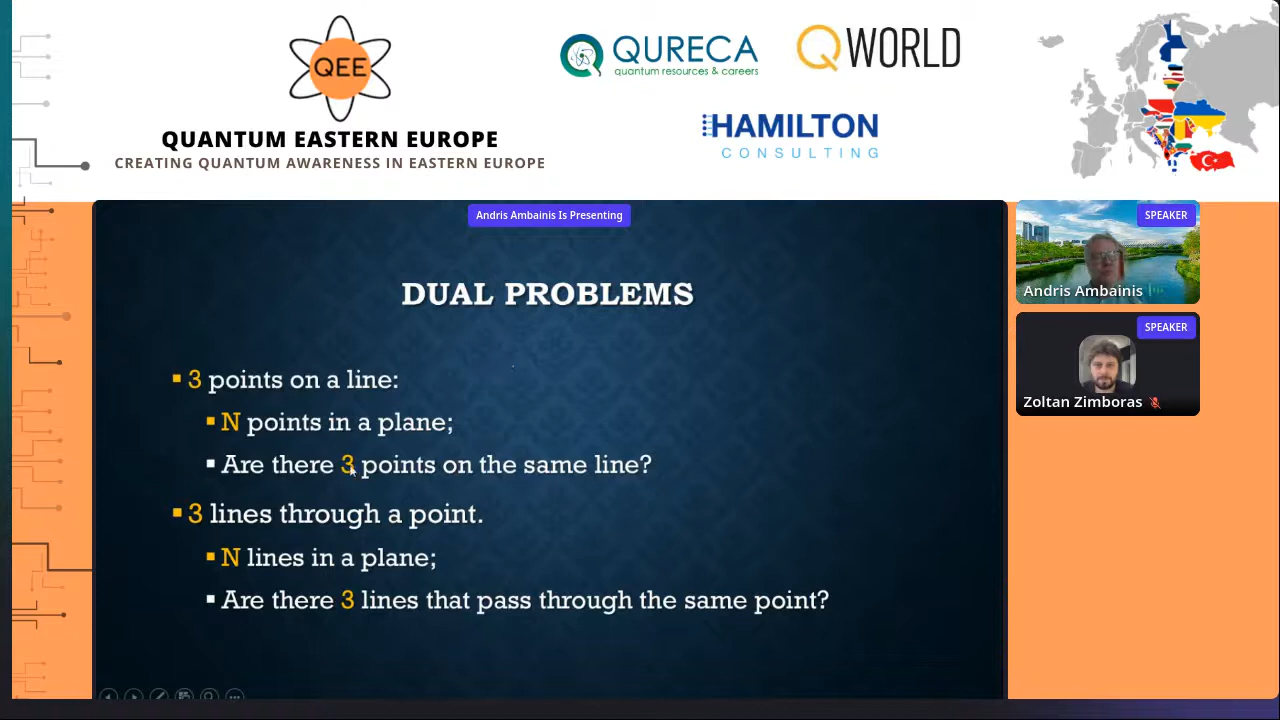 QEE
QUANTUM EASTERN EUROPE
CREATING QUANTUM AWARENESS IN EASTERN EUROPE
QURECA
quantum resources & careers
QWORLD
HAMILTON
CONSULTING
Andris Ambainis Is Presenting
DUAL PROBLEMS
3 points on a line:
N points in a plane;
Are there 3 points on the same line?
3 lines through a point.
N lines in a plane;
Are there 3 lines that pass through the same point?
SPEAKER
Andris Ambainis
SPEAKER
Zoltan Zimboras